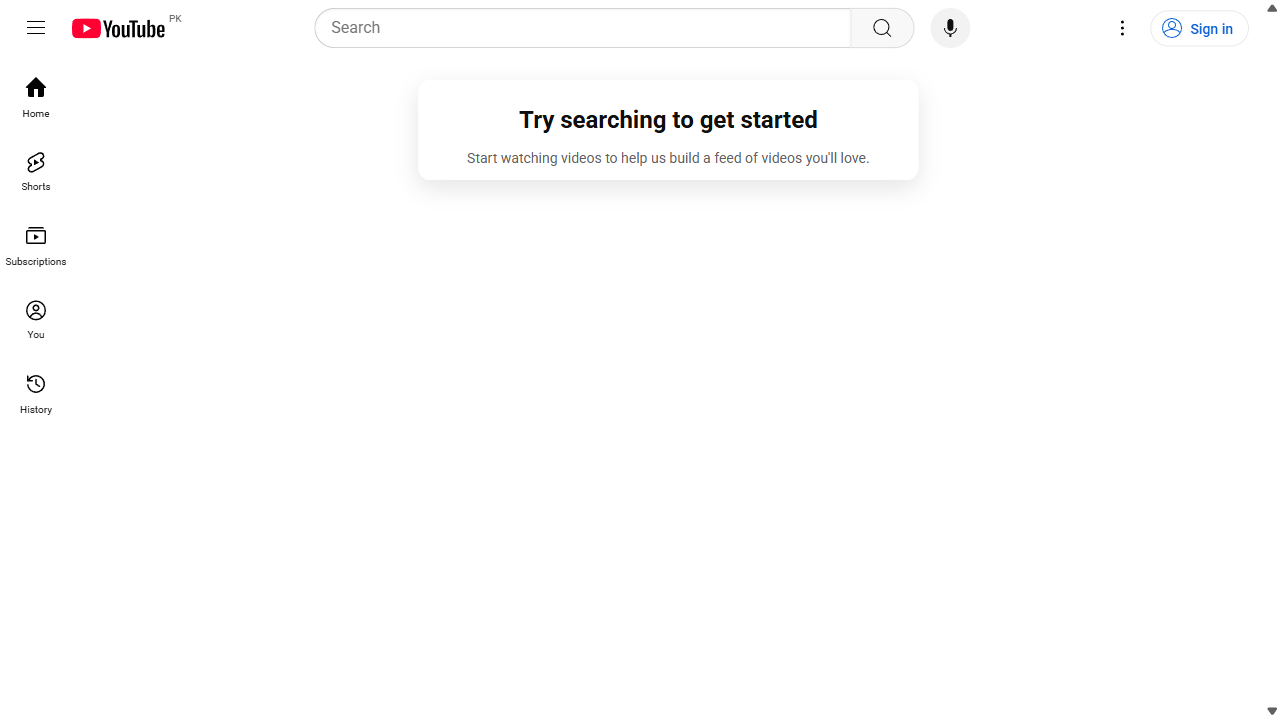 YouTube PK
Search
Sign in
Home
Shorts
Subscriptions
You
History
Try searching to get started
Start watching videos to help us build a feed of videos you'll love.